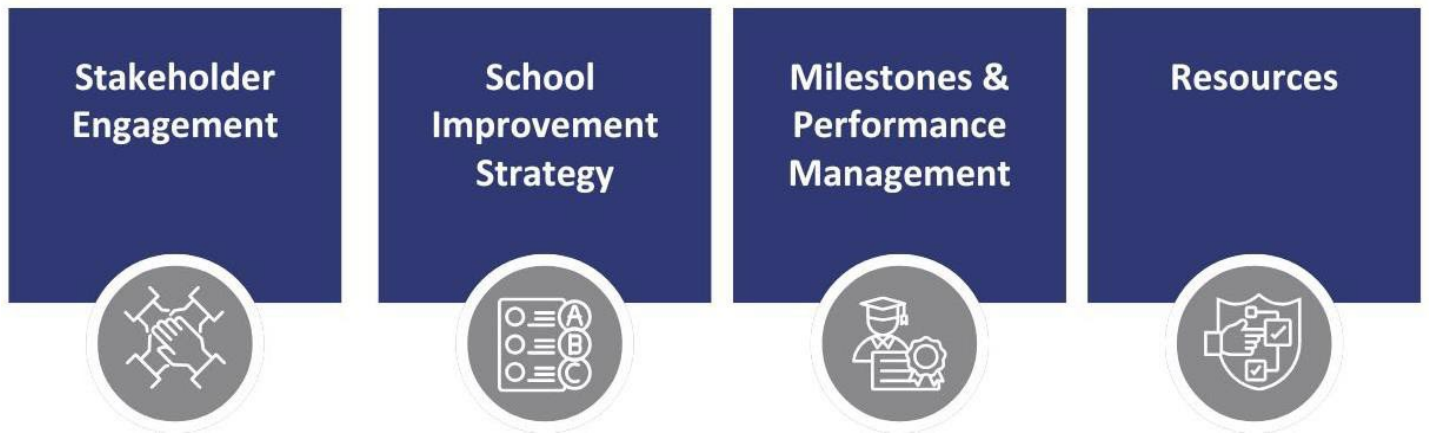 Stakeholder
Engagement
School
Improvement
Strategy
Milestones &
Performance
Management
Resources
A
B
C